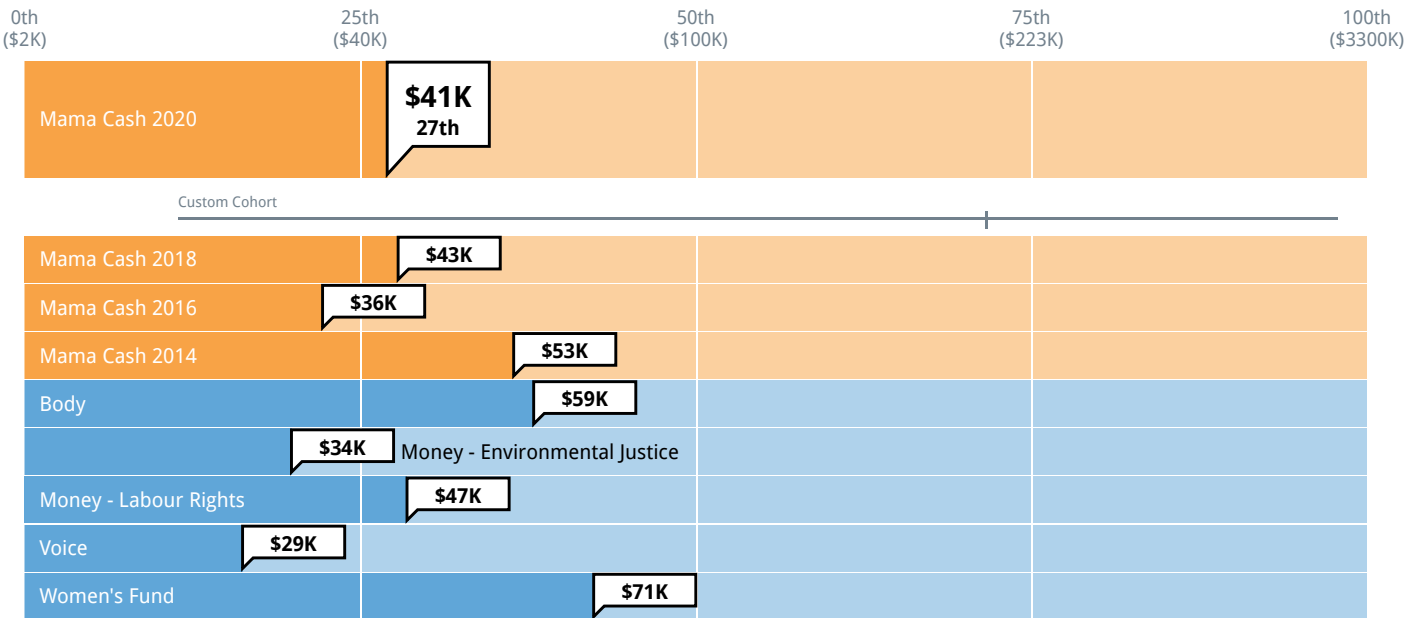 0th 25th 50th 75th 100th
($2K) ($40K) ($100K) ($223K) ($3300K)
$41K
Mama Cash 2020
27th
Custom Cohort
Mama Cash 2018 $43K
Mama Cash 2016 $36K
Mama Cash 2014 $53K
Body $59K
$34K Money - Environmental Justice
Money - Labour Rights $47K
Voice $29K
Women's Fund $71K